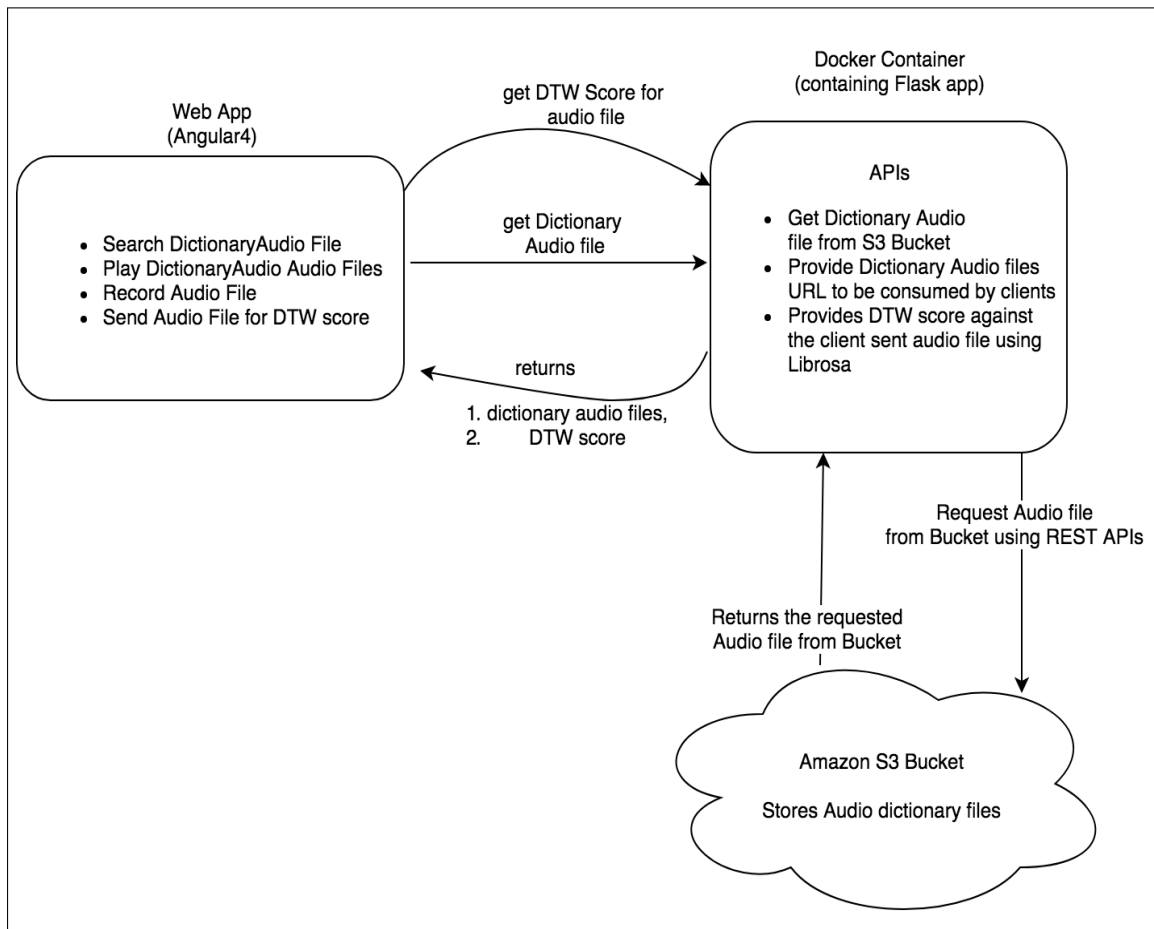 Web App
(Angular4)
• Search DictionaryAudio File
• Play DictionaryAudio Audio Files
• Record Audio File
• Send Audio File for DTW score
get DTW Score for
audio file
get Dictionary
Audio file
returns
1. dictionary audio files,
2. DTW score
Docker Container
(containing Flask app)
APIs
• Get Dictionary Audio
file from S3 Bucket
• Provide Dictionary Audio files
URL to be consumed by clients
• Provides DTW score against
the client sent audio file using
Librosa
Request Audio file
from Bucket using REST APIs
Returns the requested
Audio file from Bucket
Amazon S3 Bucket
Stores Audio dictionary files